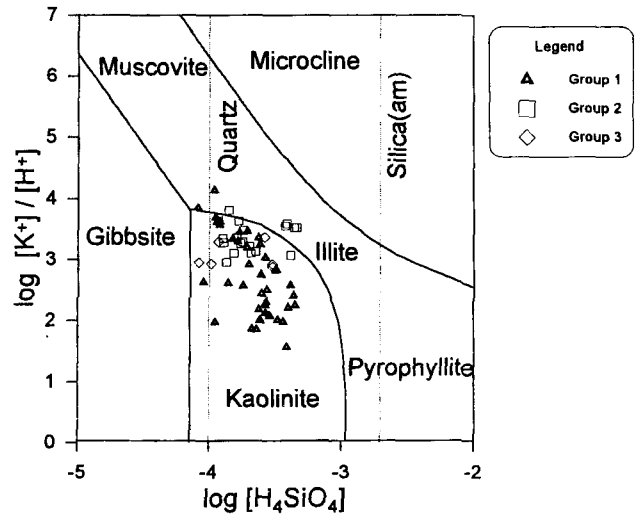 7
6
5
4
3
2
1
0
log [K⁺] / [H⁺]
Muscovite
Microcline
Quartz
Silica(am)
Gibbsite
Illite
Kaolinite
Pyrophyllite
-5
-4
-3
-2
log [H₄SiO₄]
Legend
Group 1
Group 2
Group 3